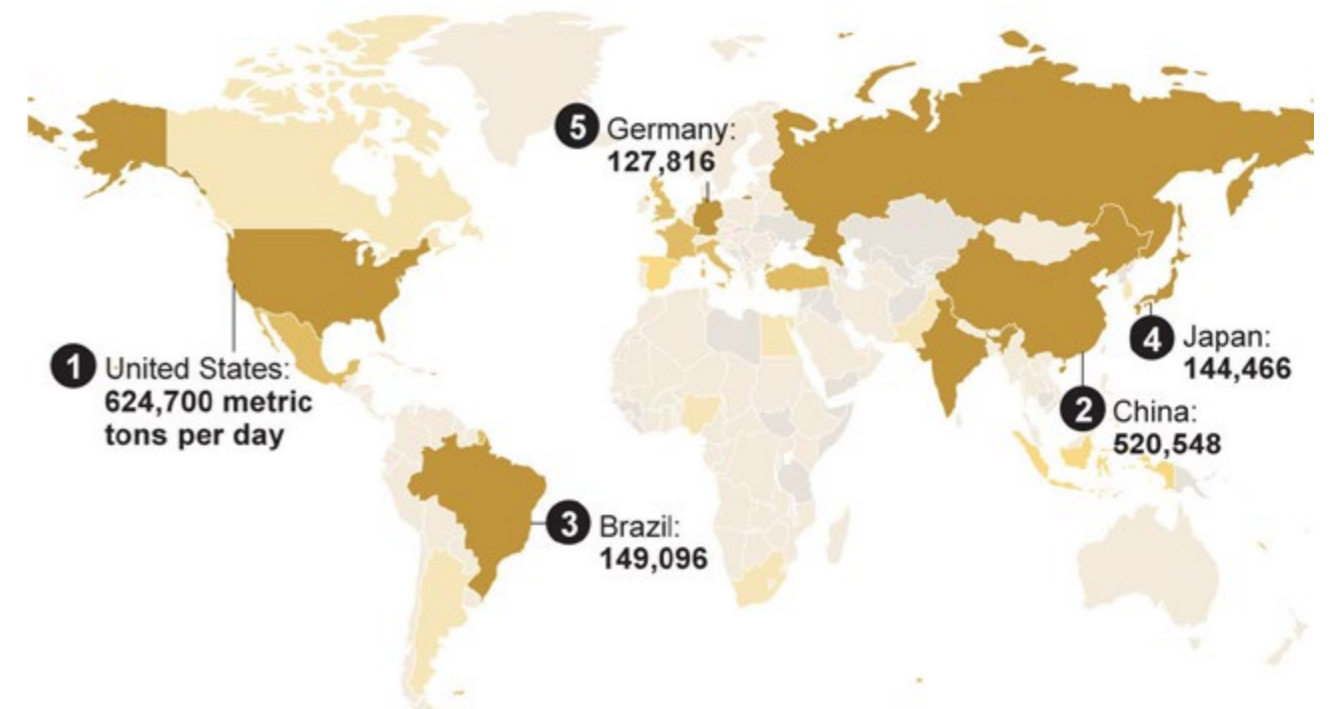 1 United States:
624,700 metric
tons per day
2 China:
520,548
3 Brazil:
149,096
4 Japan:
144,466
5 Germany:
127,816